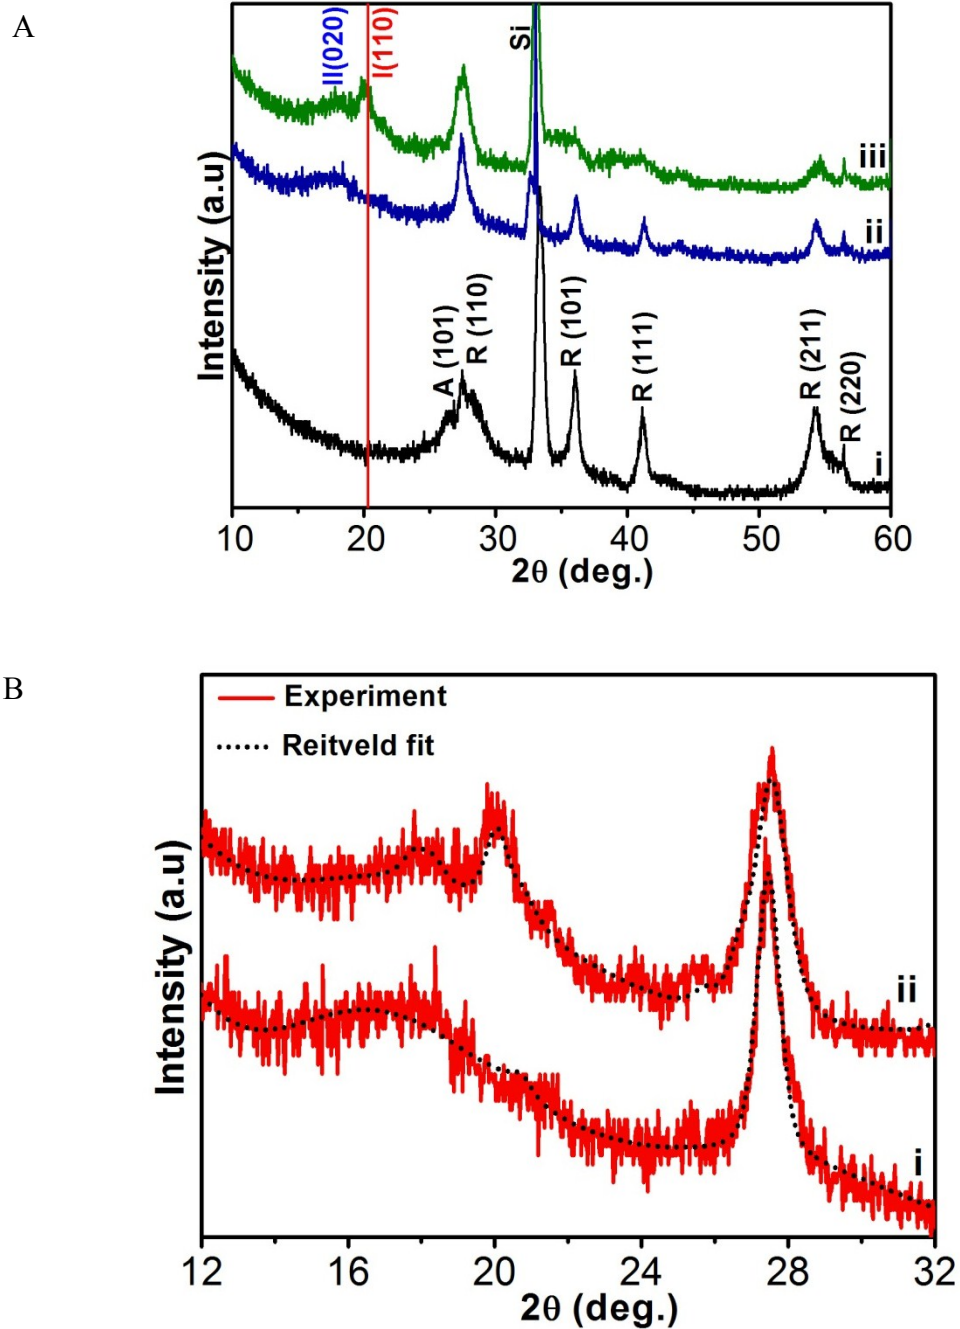 A
II(020)
I(110)
Si
iii
ii
i
A (101)
R (110)
R (101)
R (111)
R (211)
R (220)
Intensity (a.u)
10 20 30 40 50 60
2θ (deg.)
B
Experiment
Reitveld fit
ii
i
Intensity (a.u)
12 16 20 24 28 32
2θ (deg.)